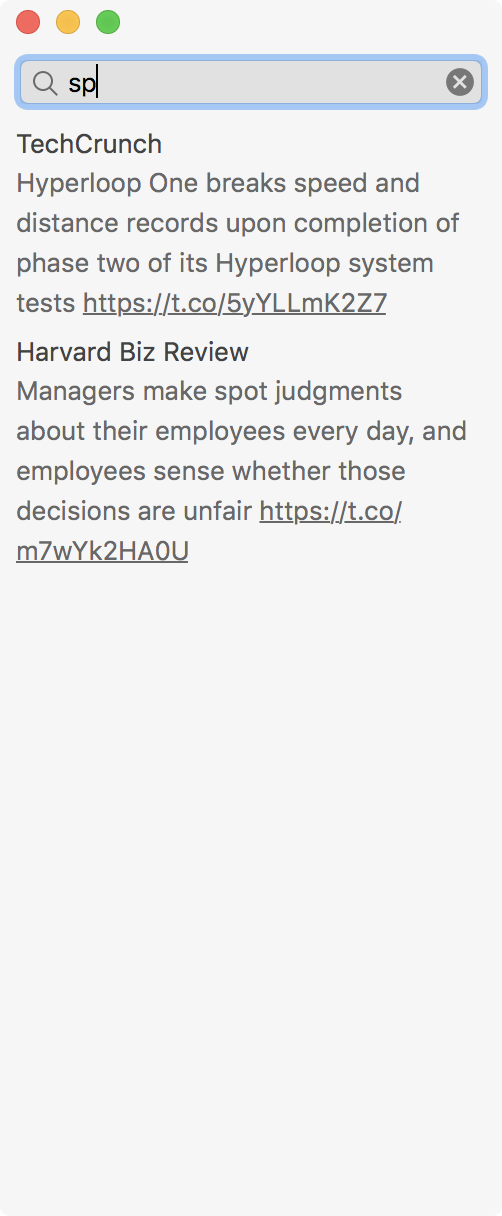 sp
TechCrunch
Hyperloop One breaks speed and
distance records upon completion of
phase two of its Hyperloop system
tests https://t.co/5yYLLmK2Z7
Harvard Biz Review
Managers make spot judgments
about their employees every day, and
employees sense whether those
decisions are unfair https://t.co/
m7wYk2HA0U